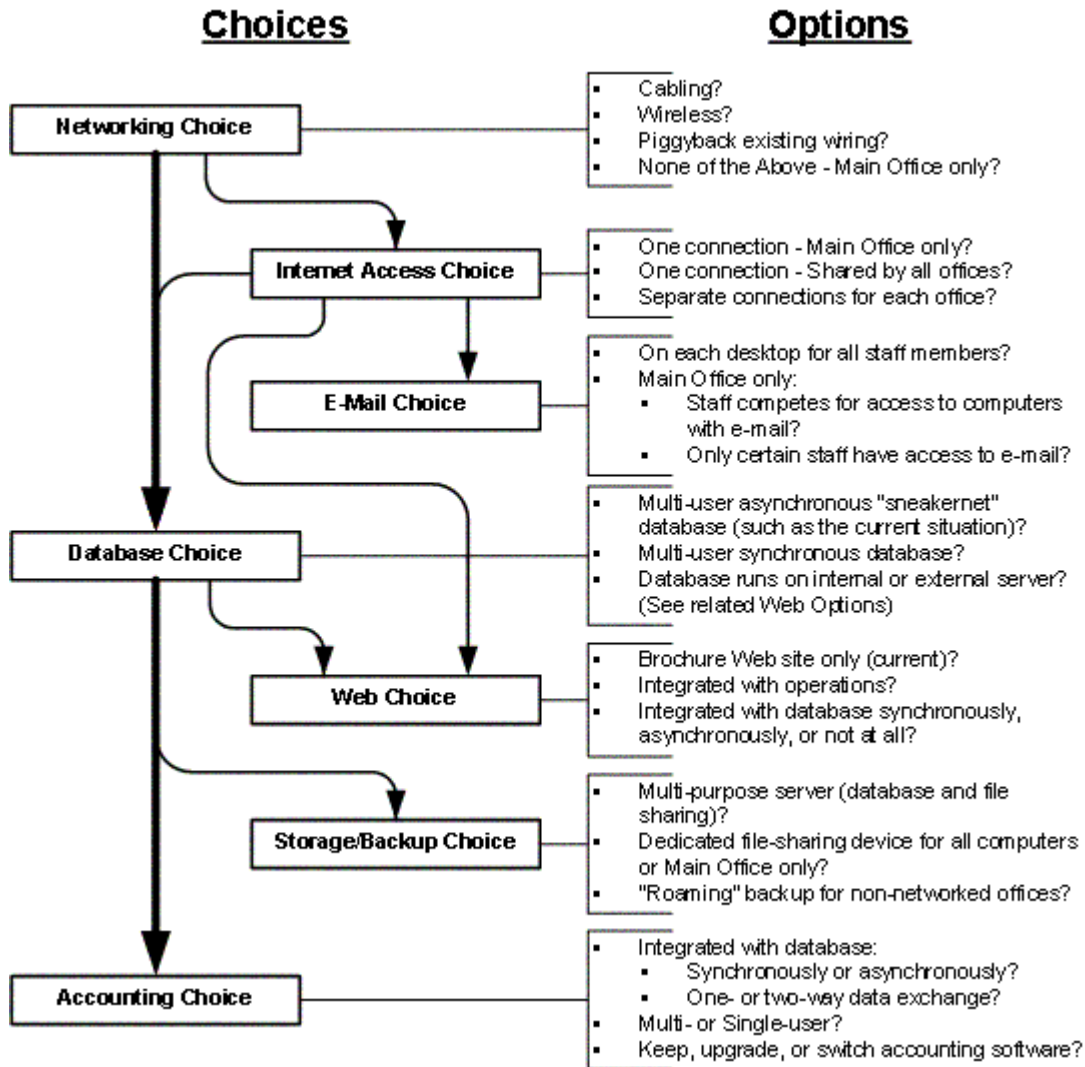 Choices
Options
Networking Choice
▪ Cabling?
▪ Wireless?
▪ Piggyback existing wiring?
▪ None of the Above - Main Office only?
Internet Access Choice
▪ One connection - Main Office only?
▪ One connection - Shared by all offices?
▪ Separate connections for each office?
E-Mail Choice
▪ On each desktop for all staff members?
▪ Main Office only:
▪ Staff competes for access to computers
with e-mail?
▪ Only certain staff have access to e-mail?
Database Choice
▪ Multi-user asynchronous "sneakernet"
database (such as the current situation)?
▪ Multi-user synchronous database?
▪ Database runs on internal or external server?
(See related Web Options)
Web Choice
▪ Brochure Web site only (current)?
▪ Integrated with operations?
▪ Integrated with database synchronously,
asynchronously, or not at all?
Storage/Backup Choice
▪ Multi-purpose server (database and file
sharing)?
▪ Dedicated file-sharing device for all computers
or Main Office only?
▪ "Roaming" backup for non-networked offices?
Accounting Choice
▪ Integrated with database:
▪ Synchronously or asynchronously?
▪ One- or two-way data exchange?
▪ Multi- or Single-user?
▪ Keep, upgrade, or switch accounting software?